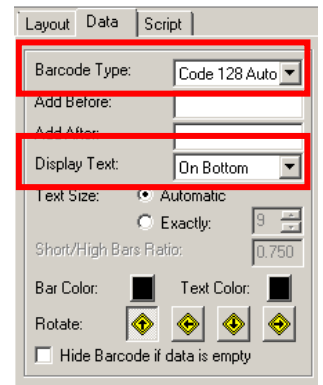 Layout Data Script
Barcode Type: Code 128 Auto
Add Before:
Add After:
Display Text: On Bottom
Text Size: Automatic
Exactly: 9
Short/High Bars Ratio: 0.750
Bar Color: Text Color:
Rotate:
Hide Barcode if data is empty